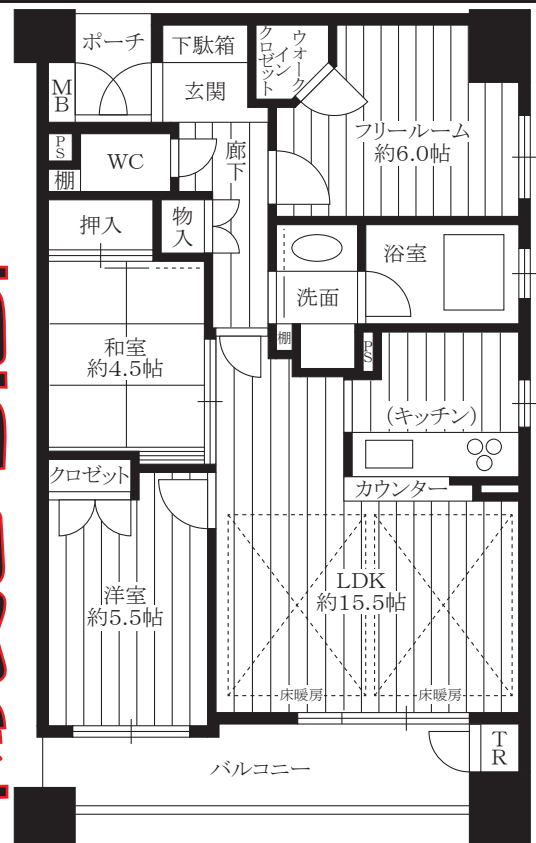 ポーチ
下駄箱
ウォーク
イン
クロゼット
MB
玄関
フリールーム
約6.0帖
PS
WC
廊下
棚
押入
物入
浴室
洗面
和室
約4.5帖
棚
PS
(キッチン)
クロゼット
カウンター
洋室
約5.5帖
LDK
約15.5帖
床暖房
床暖房
TR
バルコニー